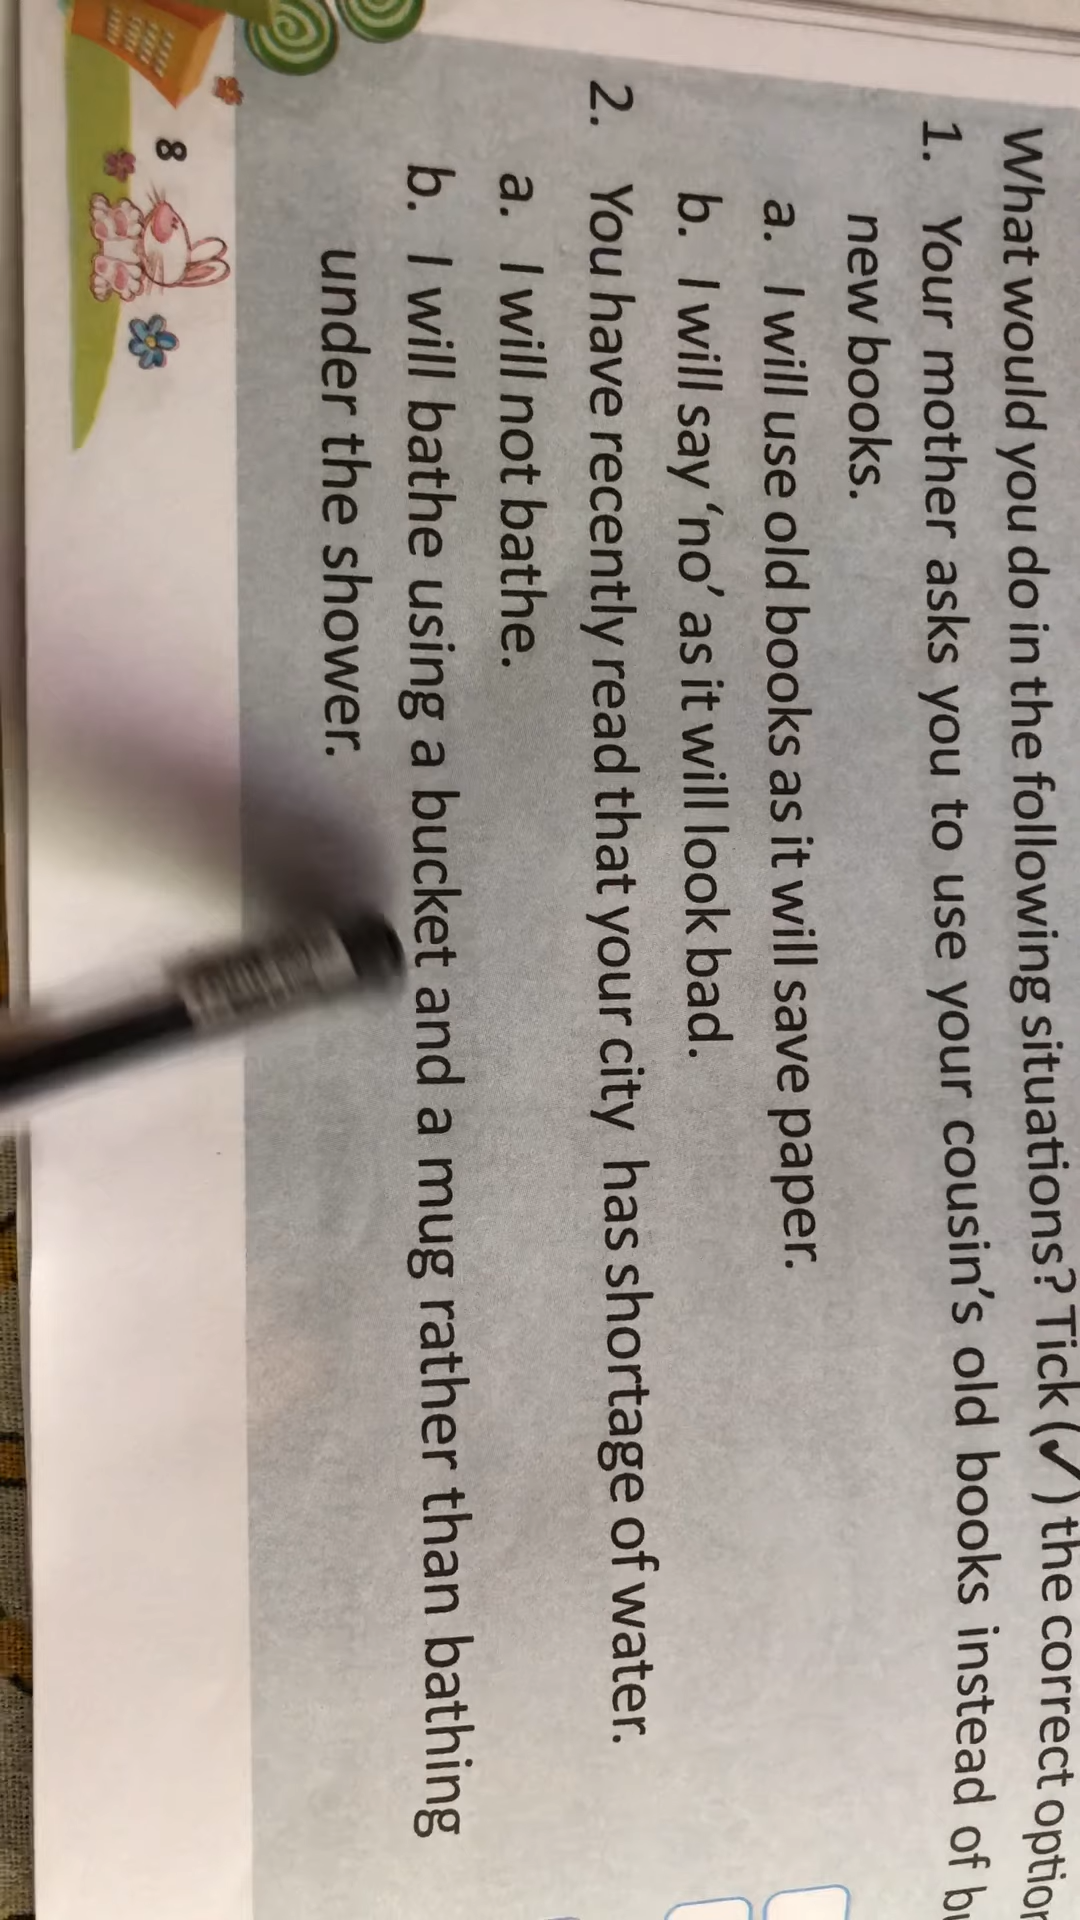 What would you do in the following situations? Tick (✓) the correct option
1. Your mother asks you to use your cousin's old books instead of
new books.
a. I will use old books as it will save paper.
b. I will say 'no' as it will look bad.
2. You have recently read that your city has shortage of water.
a. I will not bathe.
b. I will bathe using a bucket and a mug rather than bathing
under the shower.
8